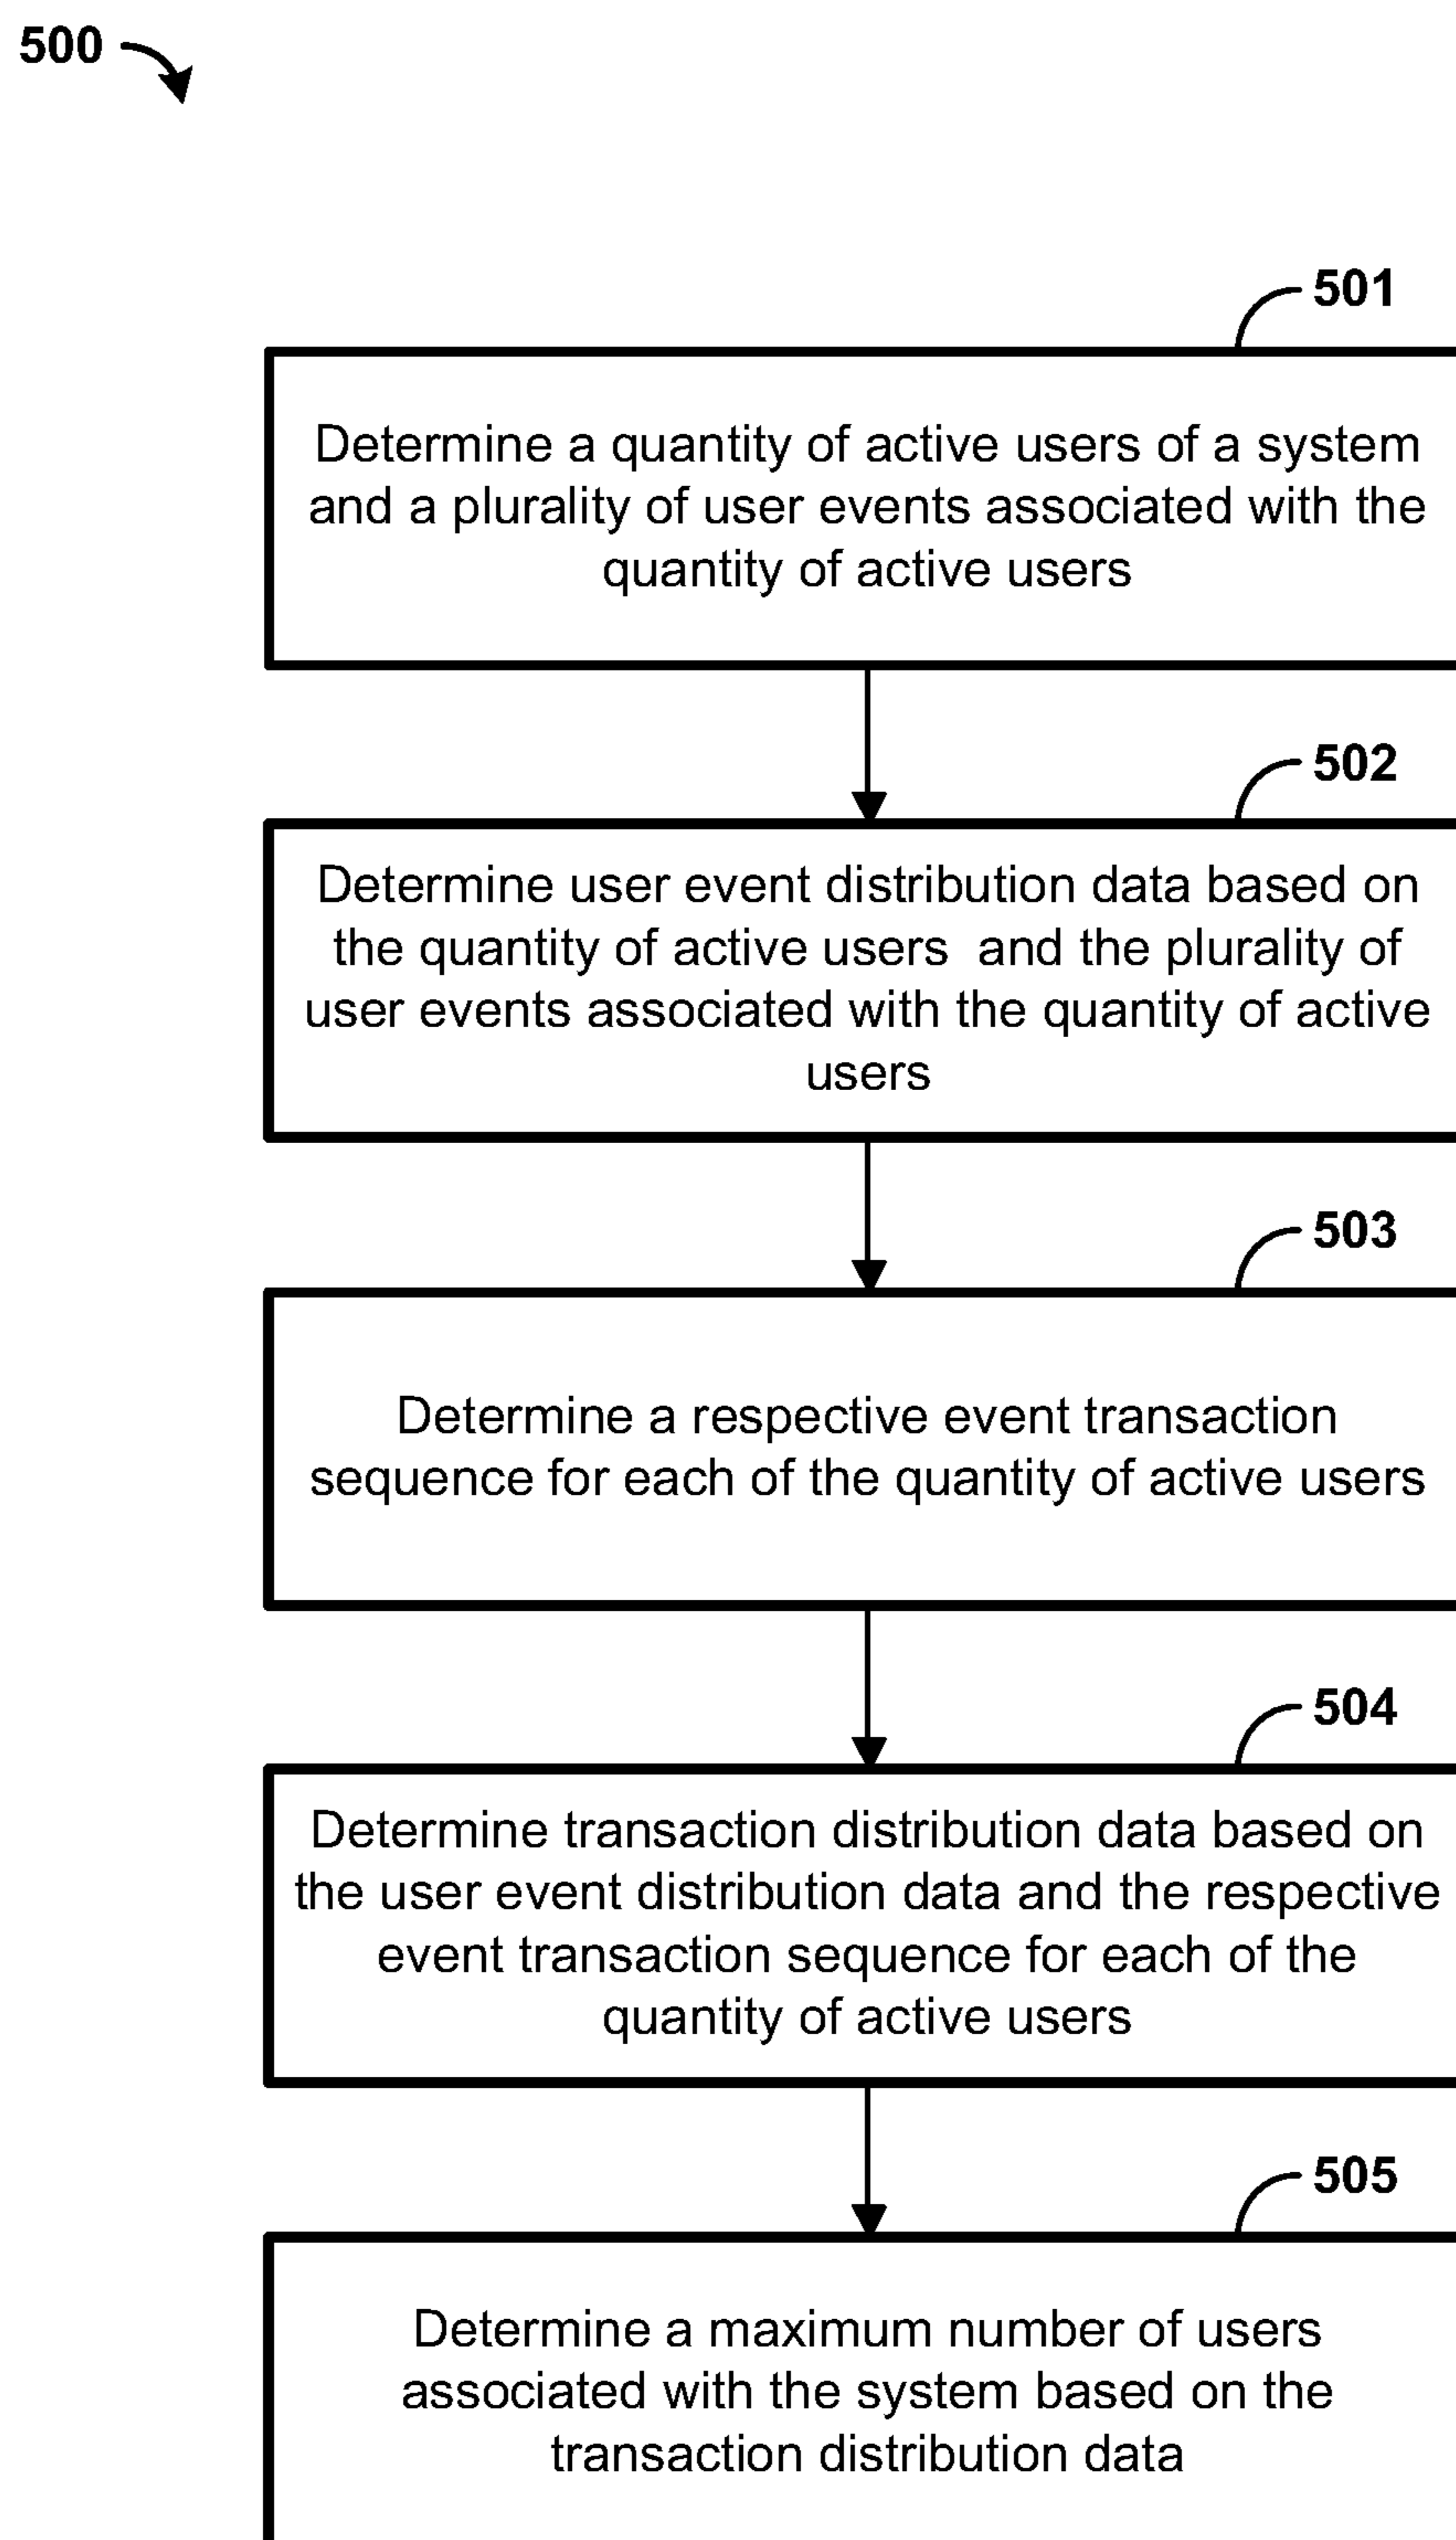 500
501
Determine a quantity of active users of a system
and a plurality of user events associated with the
quantity of active users
502
Determine user event distribution data based on
the quantity of active users  and the plurality of
user events associated with the quantity of active
users
503
Determine a respective event transaction
sequence for each of the quantity of active users
504
Determine transaction distribution data based on
the user event distribution data and the respective
event transaction sequence for each of the
quantity of active users
505
Determine a maximum number of users
associated with the system based on the
transaction distribution data